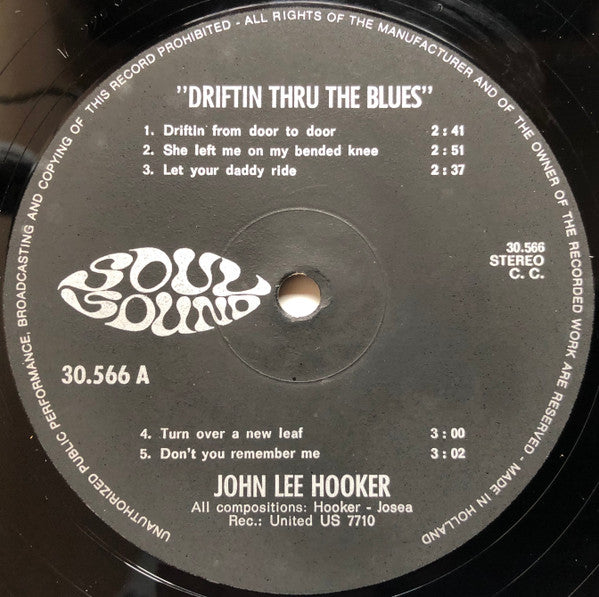 UNAUTHORIZED PUBLIC PERFORMANCE, BROADCASTING AND COPYING OF THIS RECORD PROHIBITED - ALL RIGHTS OF THE MANUFACTURER AND OF THE OWNER OF THE RECORDED WORK ARE RESERVED - MADE IN HOLLAND
"DRIFTIN THRU THE BLUES"
1. Driftin' from door to door 2 : 41
2. She left me on my bended knee 2 : 51
3. Let your daddy ride 2 : 37
SOUL
SOUND
30.566
STEREO
C. C.
30.566 A
4. Turn over a new leaf 3 : 00
5. Don't you remember me 3 : 02
JOHN LEE HOOKER
All compositions: Hooker - Josea
Rec.: United US 7710